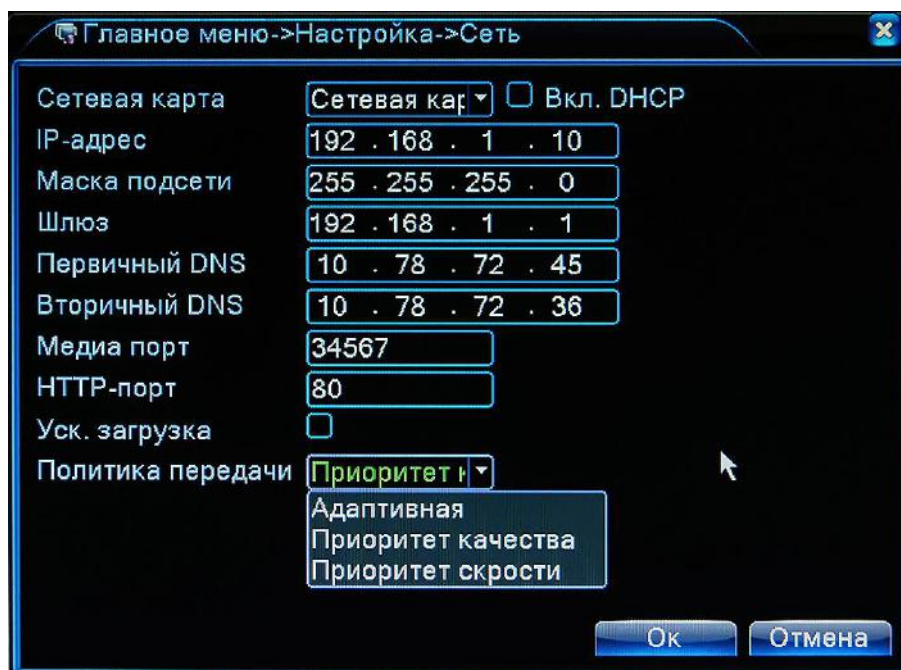 Главное меню->Настройка->Сеть
Сетевая карта Сетевая кар Вкл. DHCP
IP-адрес 192 . 168 . 1 . 10
Маска подсети 255 . 255 . 255 . 0
Шлюз 192 . 168 . 1 . 1
Первичный DNS 10 . 78 . 72 . 45
Вторичный DNS 10 . 78 . 72 . 36
Медиа порт 34567
HTTP-порт 80
Уск. загрузка
Политика передачи Приоритет
Адаптивная
Приоритет качества
Приоритет скрости
Ок Отмена